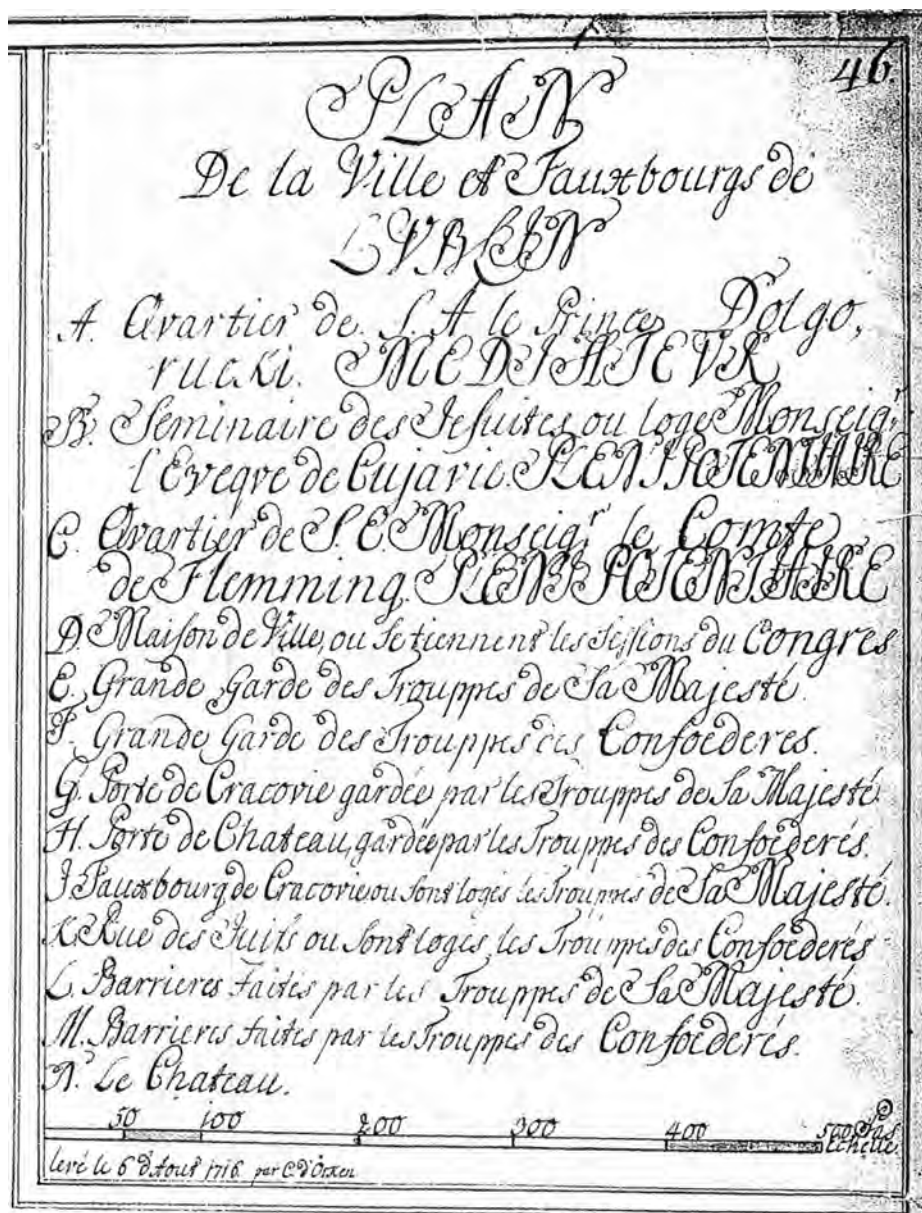 46
PLAN
De la Ville et Fauxbourgs de
LVBLIN
A. Qvartier de S. A le Prince Dolgo,
rucki. MEDIATEVR
B. Seminaire des Jesuites ou loge Monseigr
l'Eveqve de Cujavie. PLENIPOTENTIAIRE
C. Qvartier de S. E. Monseigr le Comte
de Flemming. PLENIPOTENTIAIRE
D. Maison de Ville, ou se tiennent les Sessions du Congres
E. Grande Garde des Trouppes de Sa Majesté.
F. Grande Garde des Trouppes des Confoederes.
G. Porte de Cracovie gardée par les Trouppes de Sa Majesté.
H. Porte de Chateau, gardée par les Trouppes des Confoederés.
J. Fauxbourg de Cracovie ou sont logés les Trouppes de Sa Majesté.
K. Rue des Juifs ou sont logés les Trouppes des Confoederés
L. Barrieres faites par les Trouppes de Sa Majesté.
M. Barrieres faites par les Trouppes des Confoederés.
N. Le Chateau.
50 100 200 300 400 500 Pas
echelle.
levé le 6 d'Aout 1716 par C. d'Örken